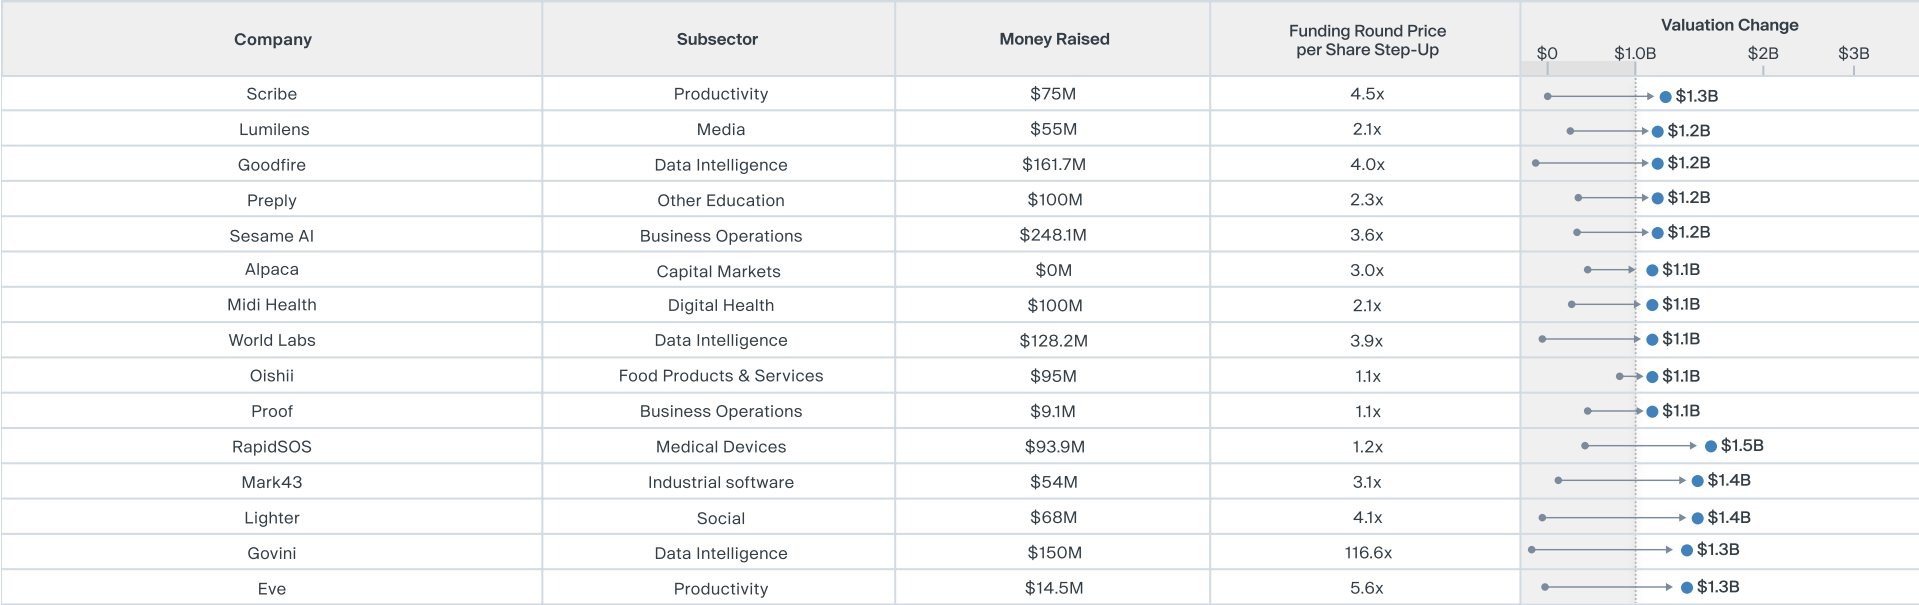 Company Subsector Money Raised Funding Round Price per Share Step-Up Valuation Change
$0 $1.0B $2B $3B
Scribe Productivity $75M 4.5x $1.3B
Lumilens Media $55M 2.1x $1.2B
Goodfire Data Intelligence $161.7M 4.0x $1.2B
Preply Other Education $100M 2.3x $1.2B
Sesame AI Business Operations $248.1M 3.6x $1.2B
Alpaca Capital Markets $0M 3.0x $1.1B
Midi Health Digital Health $100M 2.1x $1.1B
World Labs Data Intelligence $128.2M 3.9x $1.1B
Oishii Food Products & Services $95M 1.1x $1.1B
Proof Business Operations $9.1M 1.1x $1.1B
RapidSOS Medical Devices $93.9M 1.2x $1.5B
Mark43 Industrial software $54M 3.1x $1.4B
Lighter Social $68M 4.1x $1.4B
Govini Data Intelligence $150M 116.6x $1.3B
Eve Productivity $14.5M 5.6x $1.3B